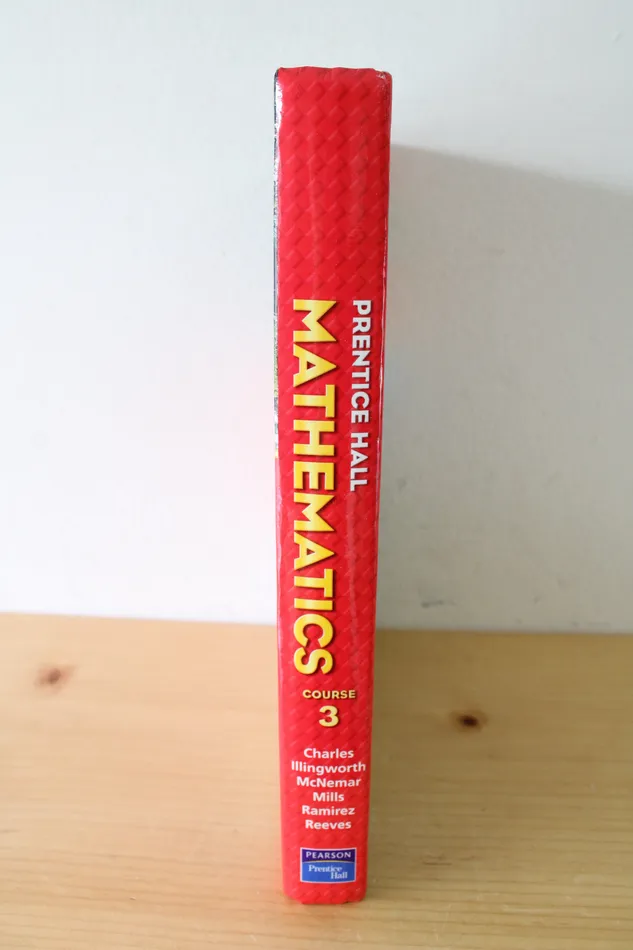 PRENTICE HALL
MATHEMATICS
COURSE
3
Charles
Illingworth
McNemar
Mills
Ramirez
Reeves
PEARSON
Prentice
Hall